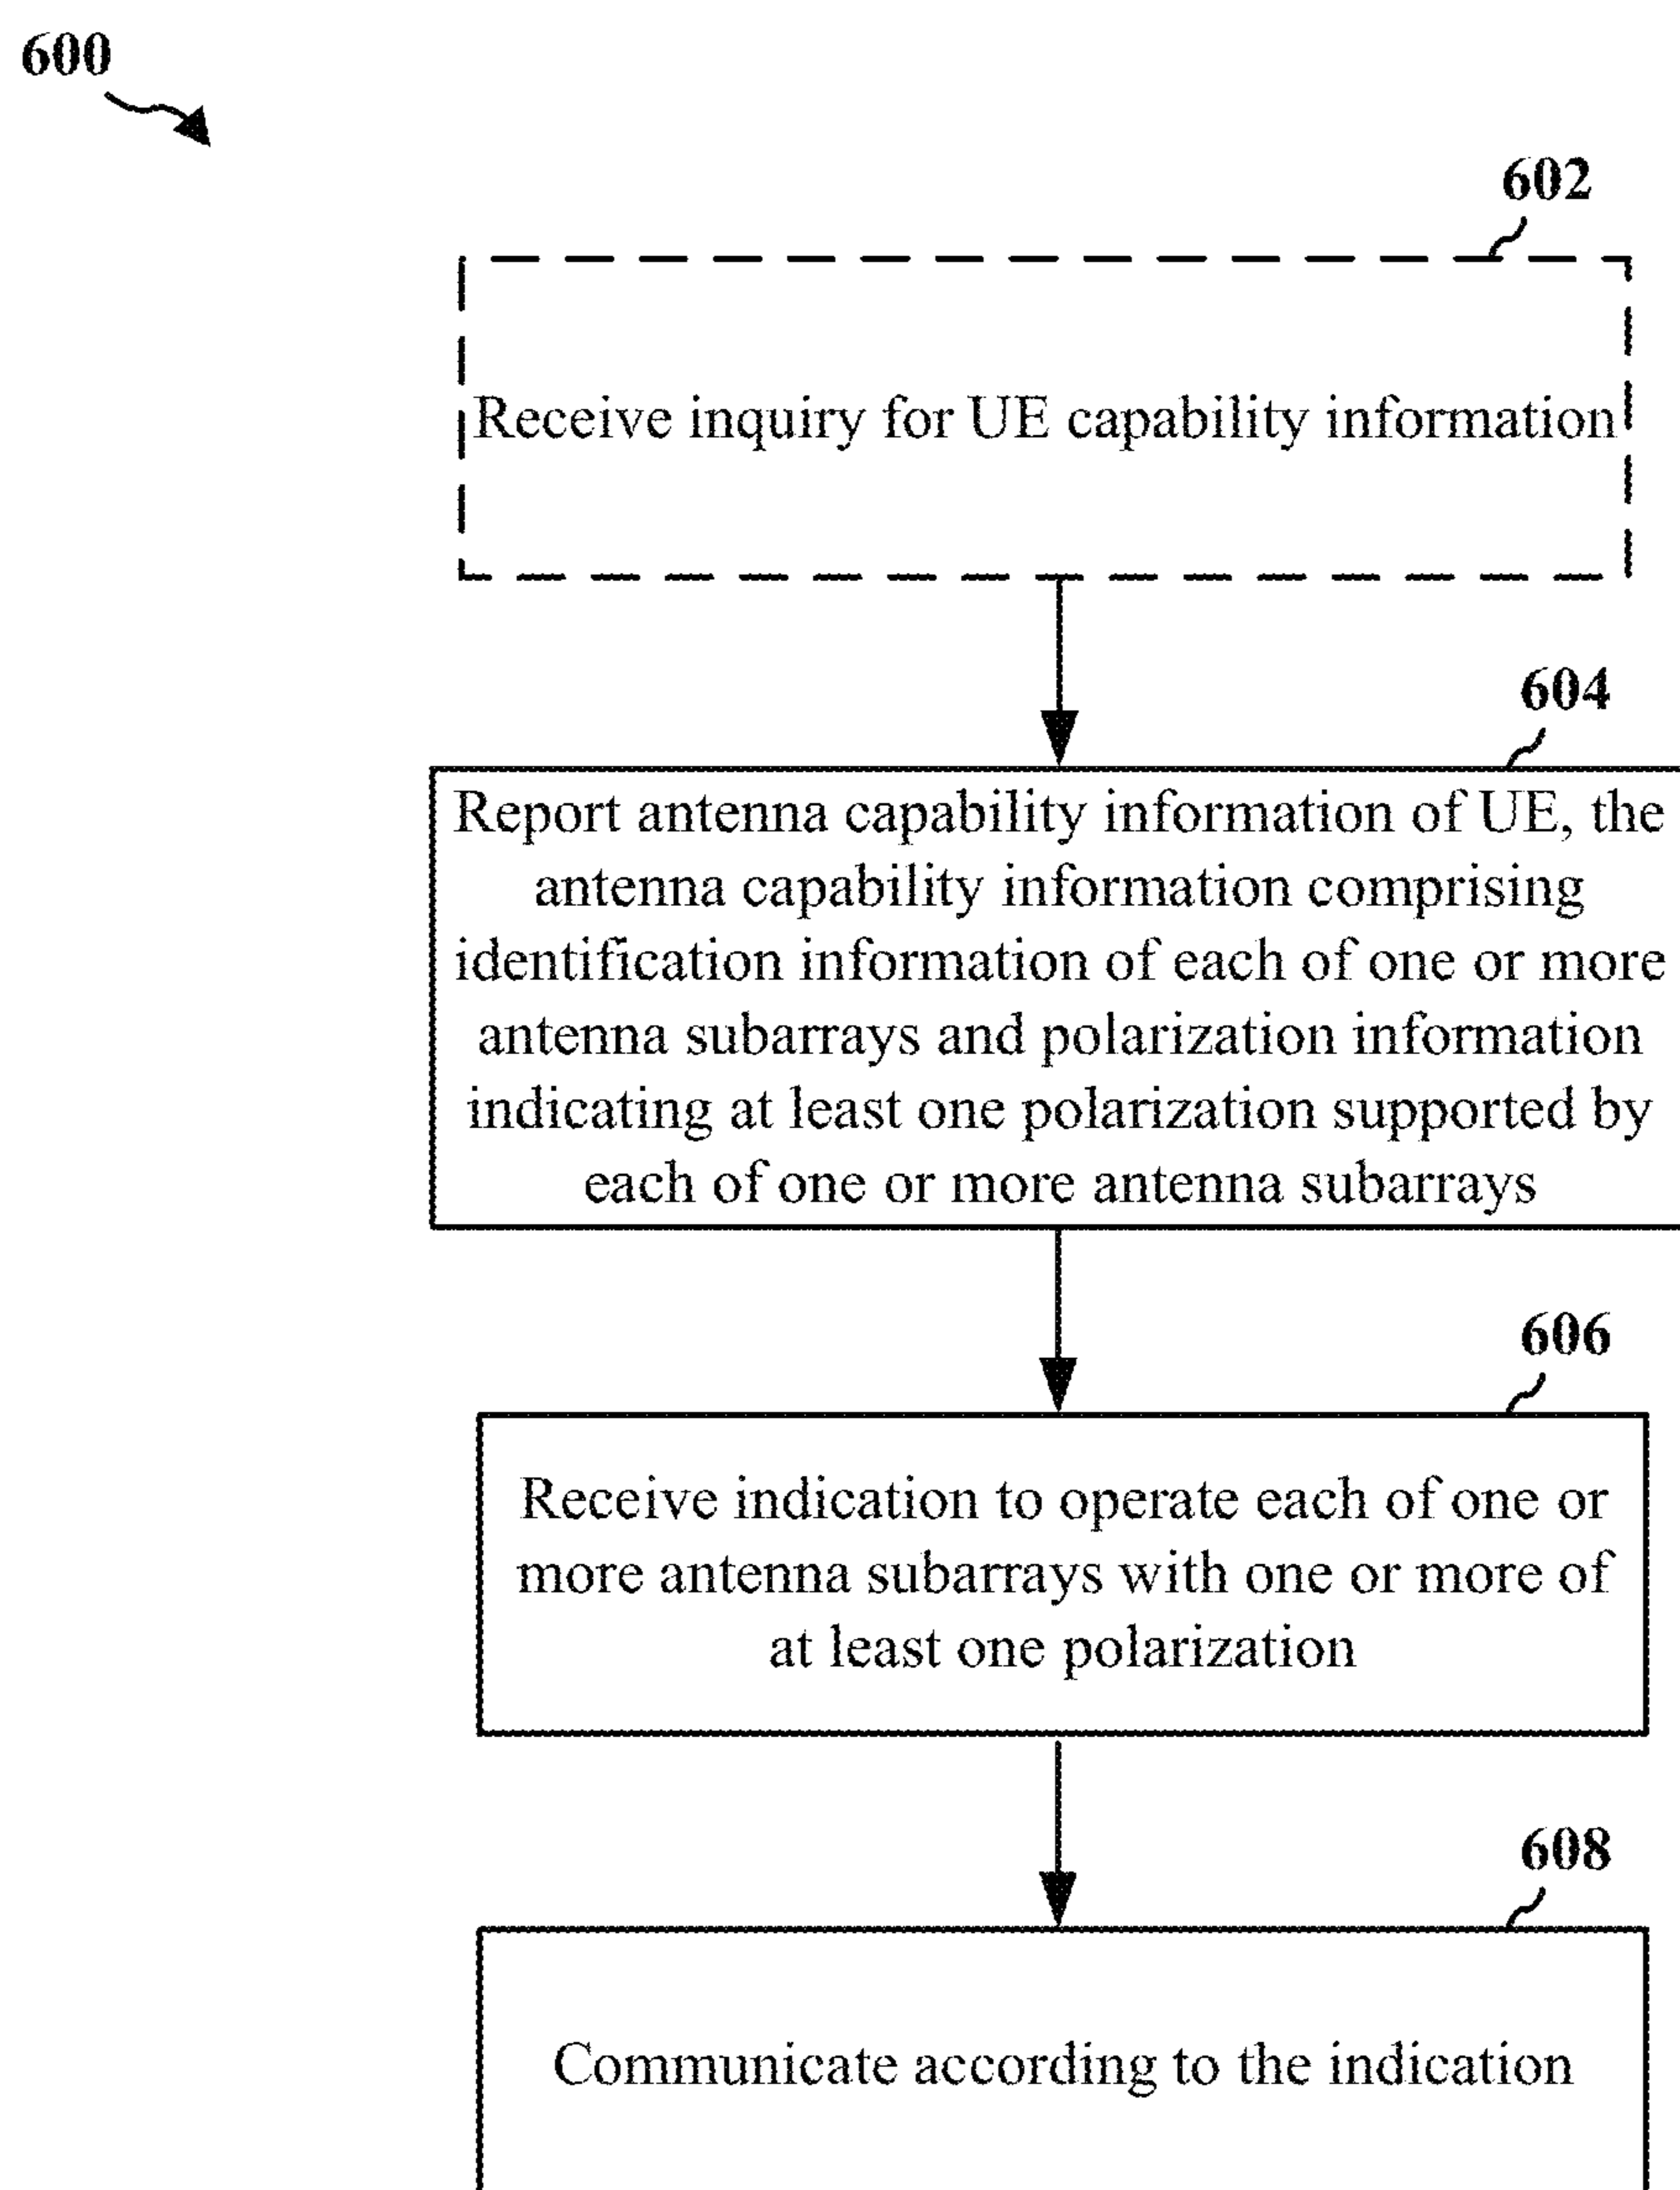 600
602
Receive inquiry for UE capability information
604
Report antenna capability information of UE, the
antenna capability information comprising
identification information of each of one or more
antenna subarrays and polarization information
indicating at least one polarization supported by
each of one or more antenna subarrays
606
Receive indication to operate each of one or
more antenna subarrays with one or more of
at least one polarization
608
Communicate according to the indication